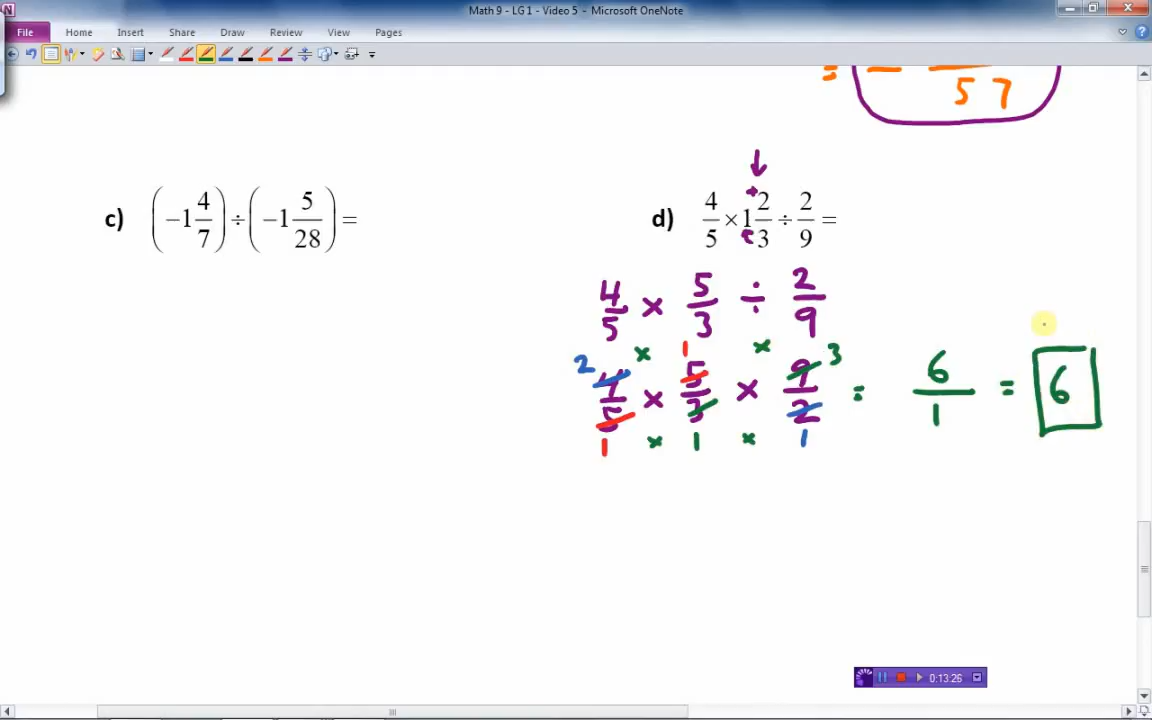 Math 9 - LG 1 - Video 5 - Microsoft OneNote
File Home Insert Share Draw Review View Pages
= 57
c) (-1 4/7) ÷ (-1 5/28) =
d) 4/5 × 1 2/3 ÷ 2/9 =
4/5 × 5/3 ÷ 2/9
2 × 1 × 3
4/5 × 5/3 × 9/2 = 6/1 = 6
1 × 1 × 1
0:13:26